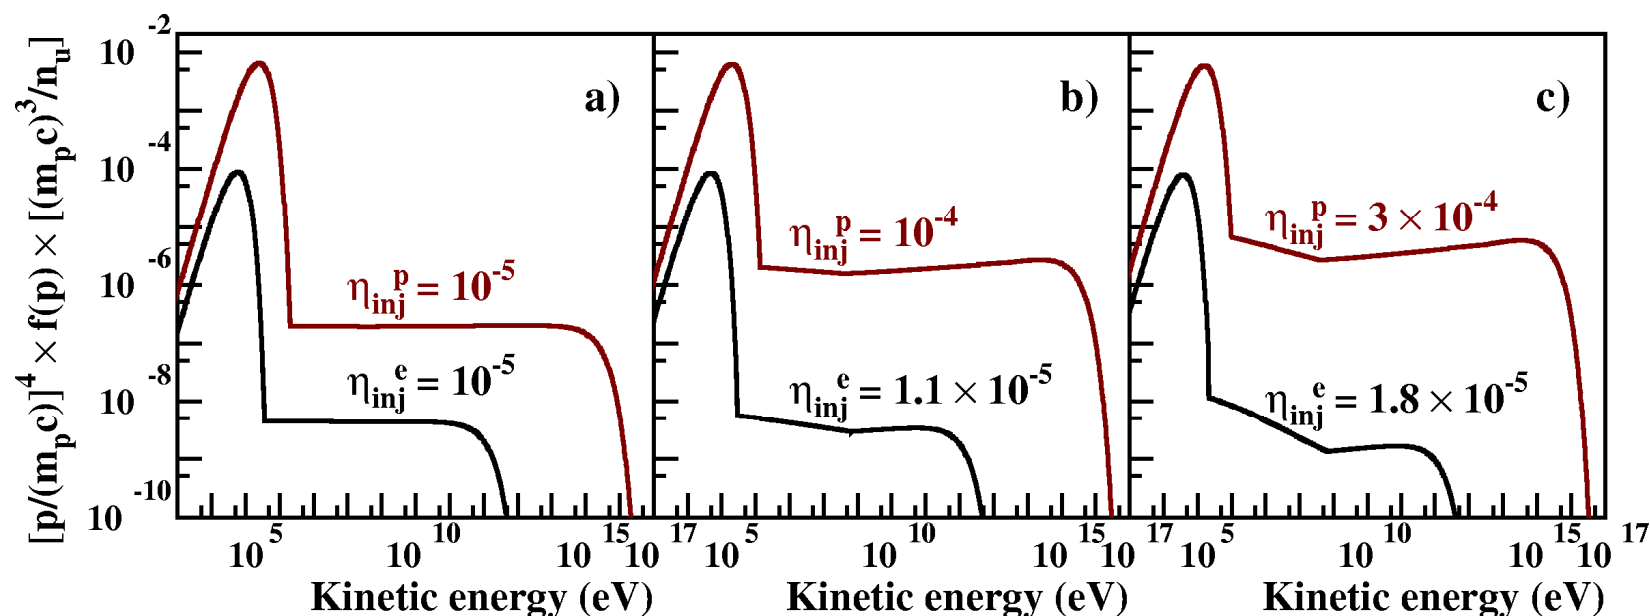 [p/(m_p c)]^4 × f(p) × [(m_p c)^3/n_u]
10^-2
10^-4
10^-6
10^-8
10^-10
a)
η_inj^p = 10^-5
η_inj^e = 10^-5
b)
η_inj^p = 10^-4
η_inj^e = 1.1 × 10^-5
c)
η_inj^p = 3 × 10^-4
η_inj^e = 1.8 × 10^-5
10^5 10^10 10^15 10^17 10^5 10^10 10^15 10^17 10^5 10^10 10^15 10^17
Kinetic energy (eV) Kinetic energy (eV) Kinetic energy (eV)